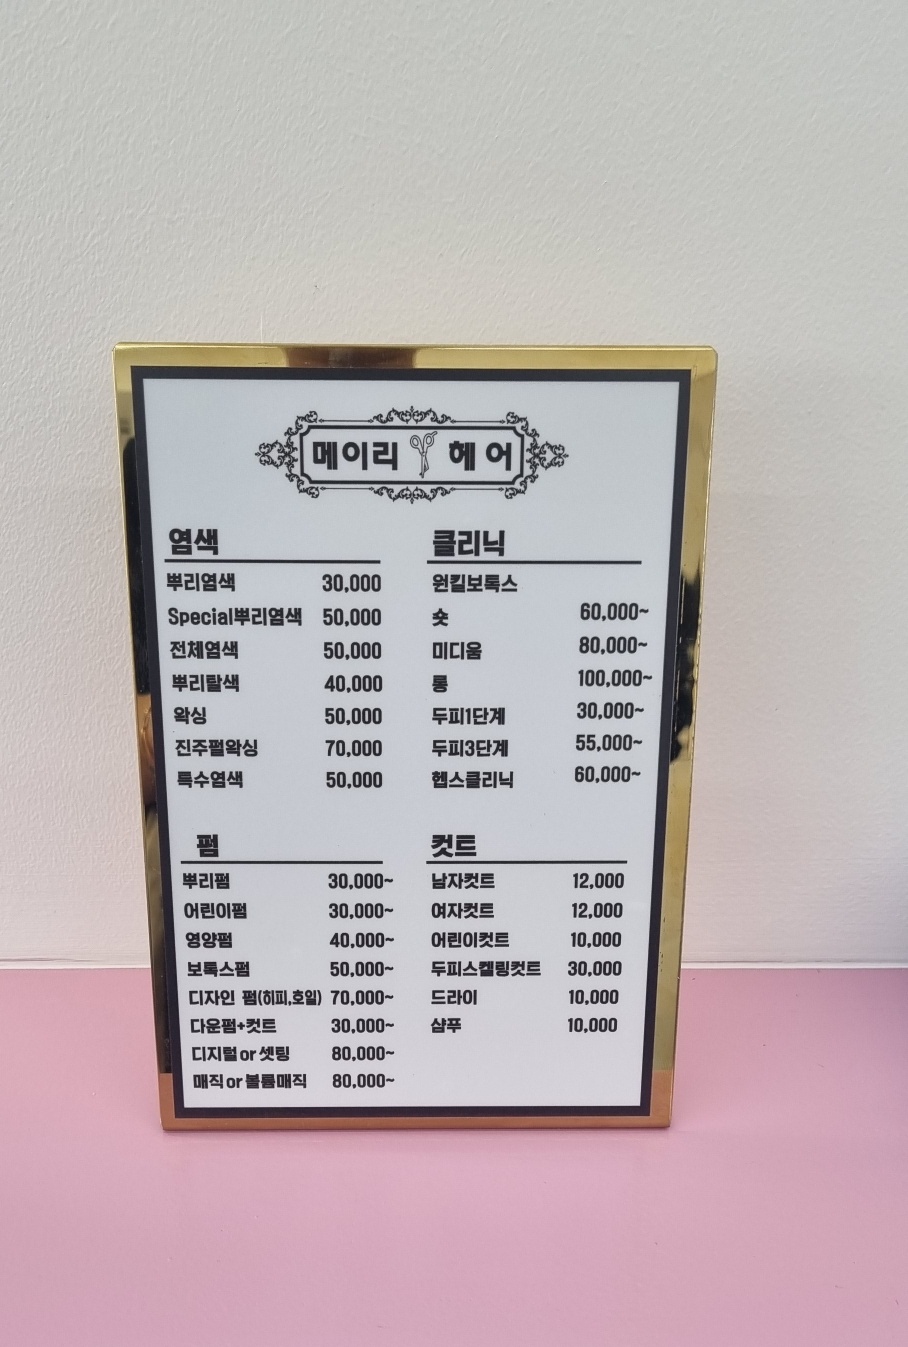 메이리 헤어
염색
뿌리염색 30,000
Special뿌리염색 50,000
전체염색 50,000
뿌리탈색 40,000
왁싱 50,000
진주펄왁싱 70,000
특수염색 50,000
클리닉
원킬보톡스
숏 60,000~
미디움 80,000~
롱 100,000~
두피1단계 30,000~
두피3단계 55,000~
헵스클리닉 60,000~
펌
뿌리펌 30,000~
어린이펌 30,000~
영양펌 40,000~
보톡스펌 50,000~
디자인 펌(히피,호일) 70,000~
다운펌+컷트 30,000~
디지털or셋팅 80,000~
매직or볼륨매직 80,000~
컷트
남자컷트 12,000
여자컷트 12,000
어린이컷트 10,000
두피스켈링컷트 30,000
드라이 10,000
샴푸 10,000